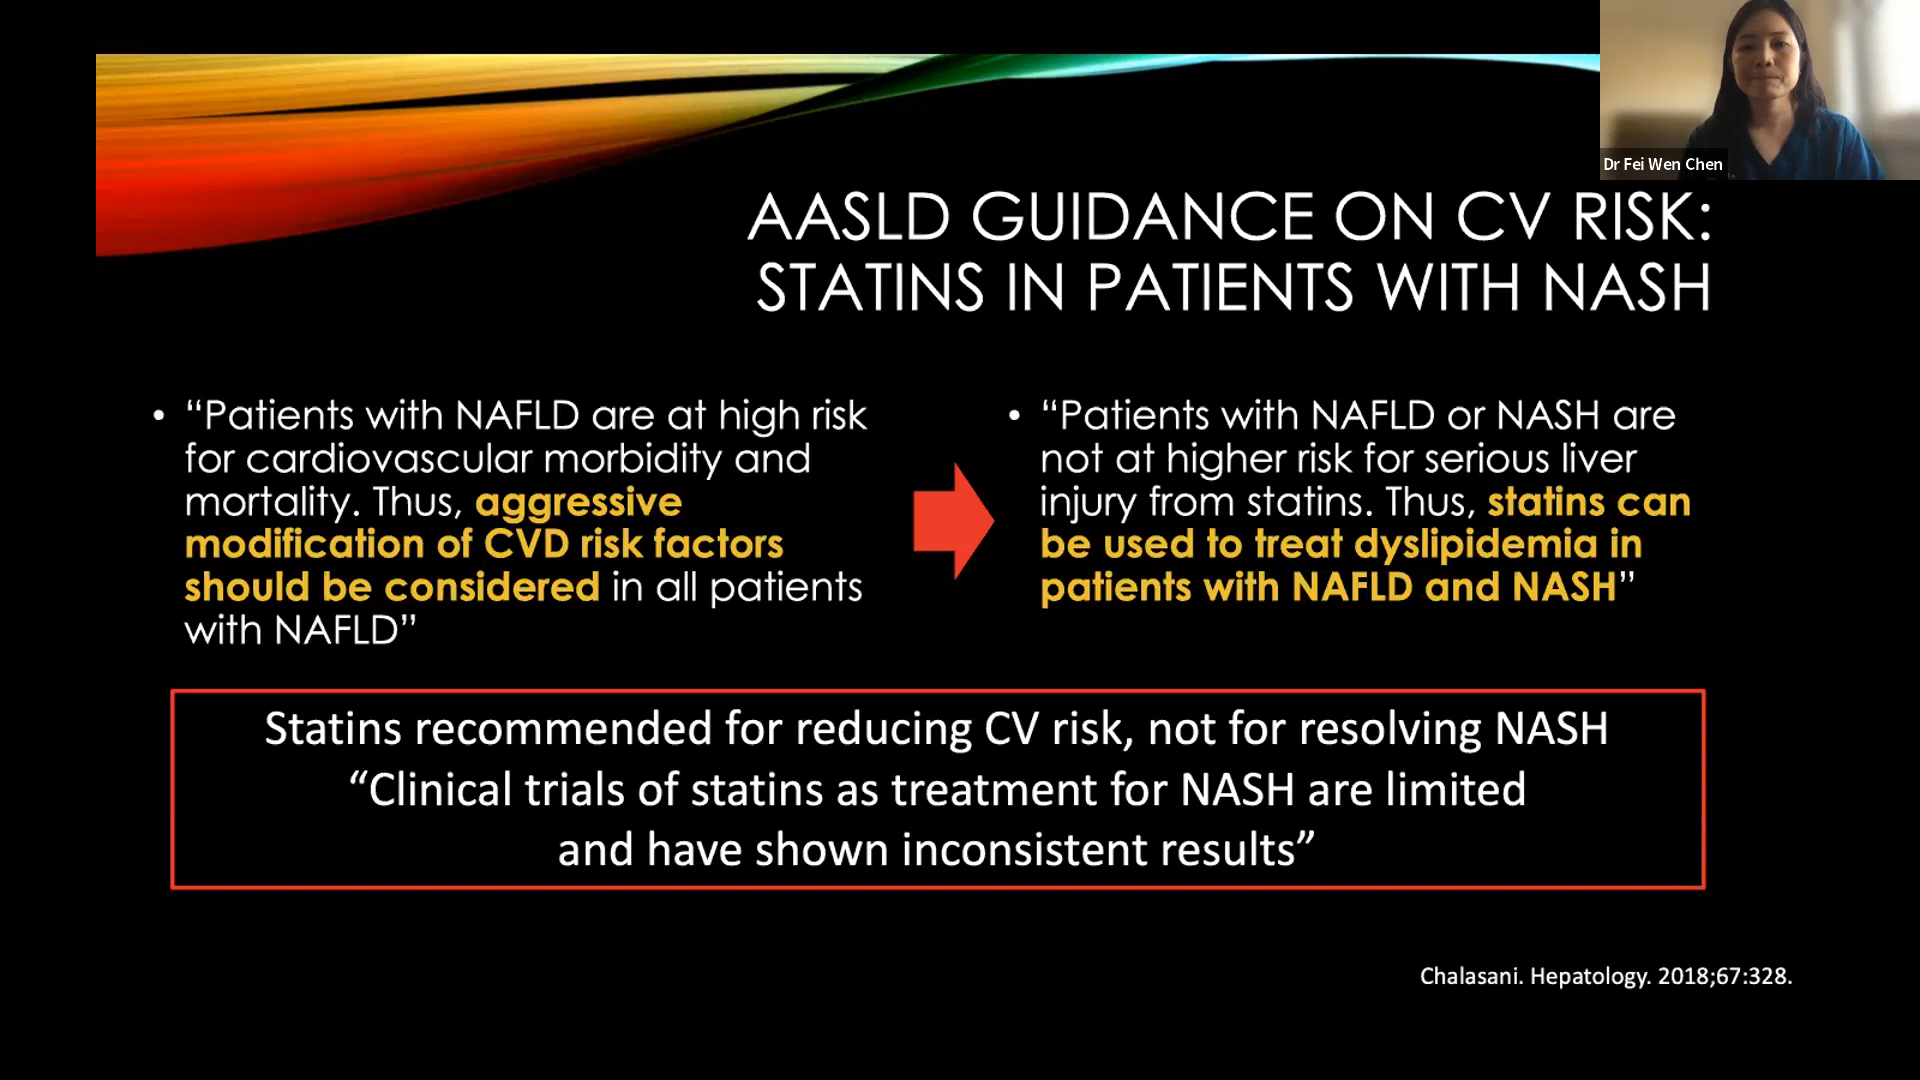 Dr Fei Wen Chen
AASLD GUIDANCE ON CV RISK:
STATINS IN PATIENTS WITH NASH
• “Patients with NAFLD are at high risk
for cardiovascular morbidity and
mortality. Thus, aggressive
modification of CVD risk factors
should be considered in all patients
with NAFLD”
• “Patients with NAFLD or NASH are
not at higher risk for serious liver
injury from statins. Thus, statins can
be used to treat dyslipidemia in
patients with NAFLD and NASH”
Statins recommended for reducing CV risk, not for resolving NASH
“Clinical trials of statins as treatment for NASH are limited
and have shown inconsistent results”
Chalasani. Hepatology. 2018;67:328.